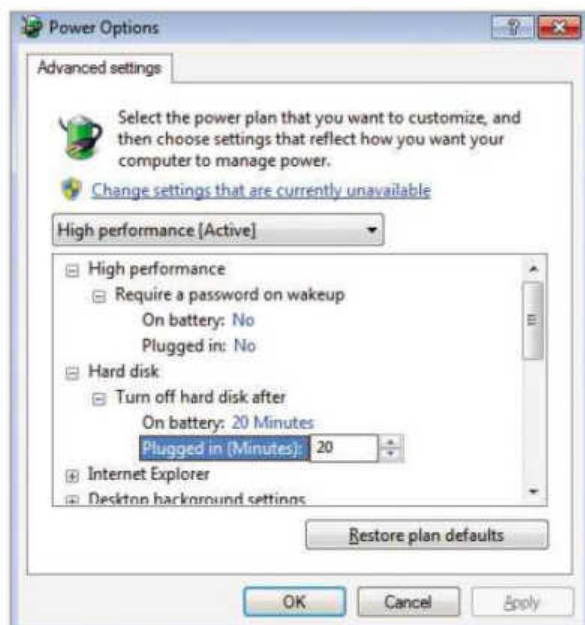 Power Options
Advanced settings
Select the power plan that you want to customize, and
then choose settings that reflect how you want your
computer to manage power.
Change settings that are currently unavailable
High performance [Active]
High performance
Require a password on wakeup
On battery: No
Plugged in: No
Hard disk
Turn off hard disk after
On battery: 20 Minutes
Plugged in (Minutes): 20
Internet Explorer
Desktop background settings
Restore plan defaults
OK Cancel Apply